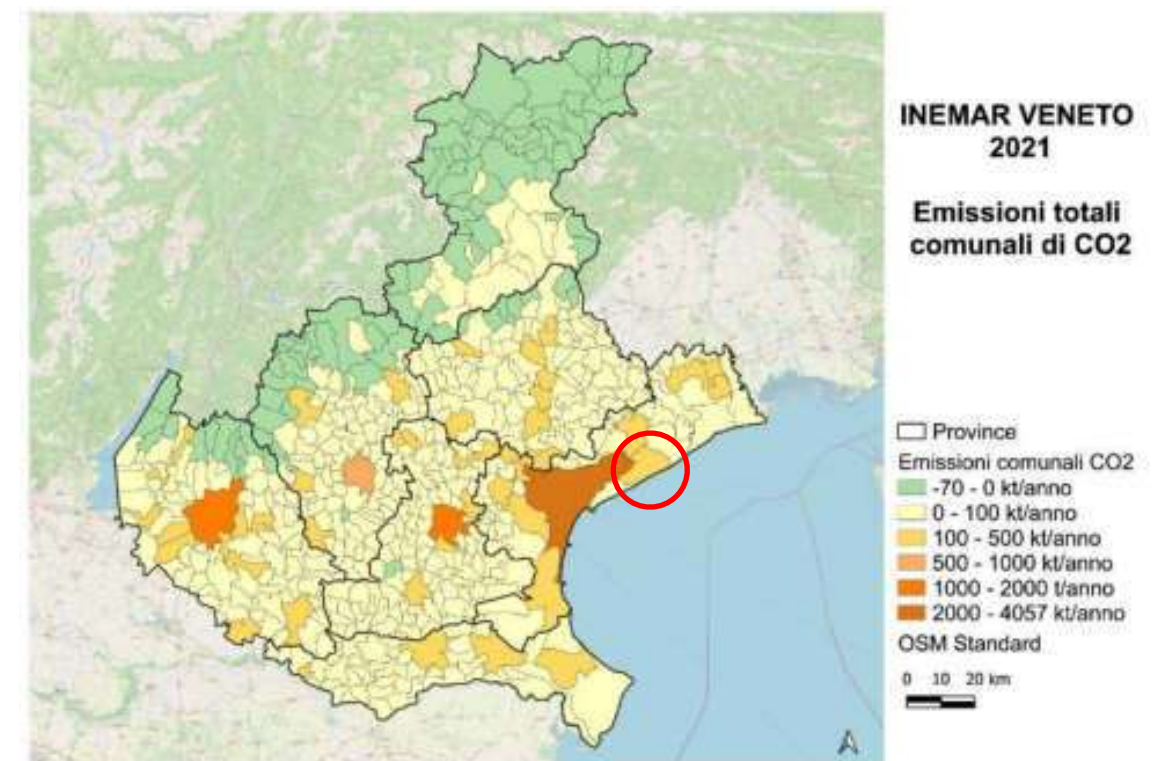 INEMAR VENETO
2021
Emissioni totali
comunali di CO2
Province
Emissioni comunali CO2
-70 - 0 kt/anno
0 - 100 kt/anno
100 - 500 kt/anno
500 - 1000 kt/anno
1000 - 2000 t/anno
2000 - 4057 kt/anno
OSM Standard
0 10 20 km